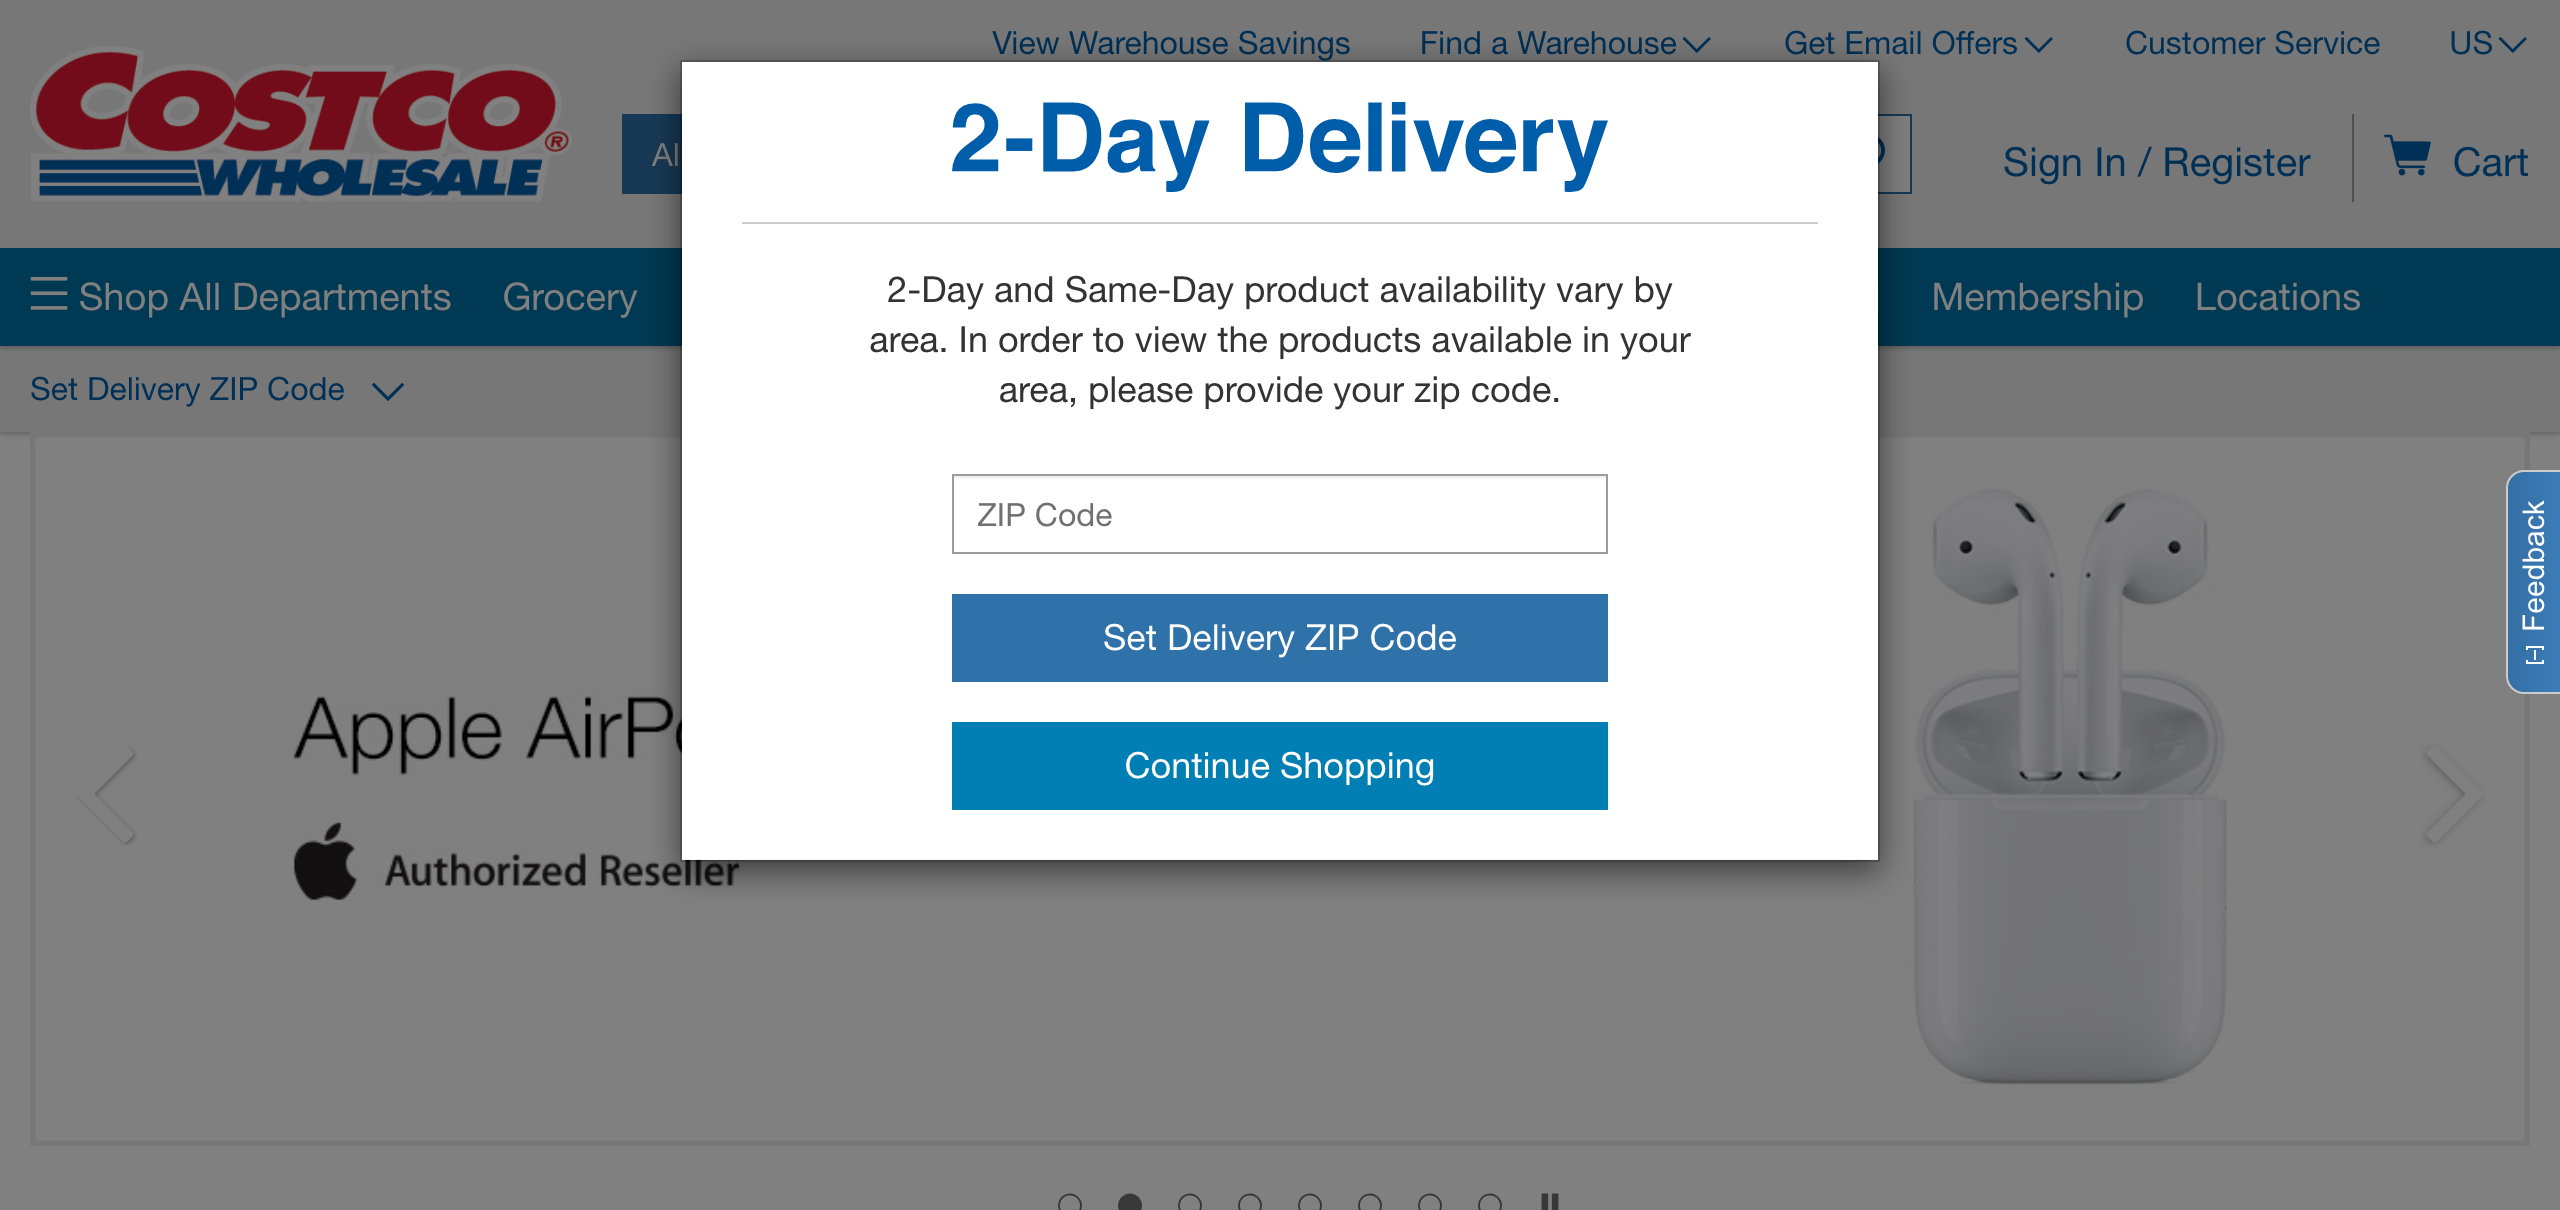 View Warehouse Savings Find a Warehouse Get Email Offers Customer Service US
COSTCO®
WHOLESALE
Sign In / Register Cart
Shop All Departments Grocery Membership Locations
Set Delivery ZIP Code
2-Day Delivery
2-Day and Same-Day product availability vary by
area. In order to view the products available in your
area, please provide your zip code.
ZIP Code
Set Delivery ZIP Code
Continue Shopping
Apple
Authorized Reseller
[-] Feedback